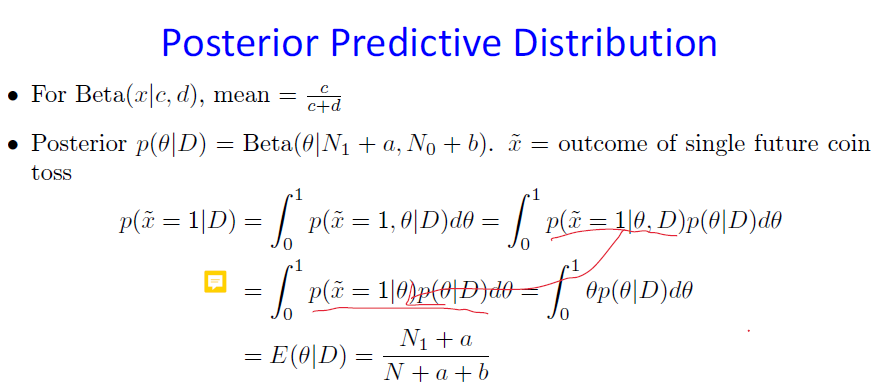 Posterior Predictive Distribution
• For Beta(x|c, d), mean = c/(c+d)
• Posterior p(θ|D) = Beta(θ|N₁ + a, N₀ + b). x̃ = outcome of single future coin
toss
p(x̃ = 1|D) = ∫₀¹ p(x̃ = 1, θ|D)dθ = ∫₀¹ p(x̃ = 1|θ, D)p(θ|D)dθ
= ∫₀¹ p(x̃ = 1|θ)p(θ|D)dθ = ∫₀¹ θp(θ|D)dθ
= E(θ|D) = (N₁ + a)/(N + a + b)